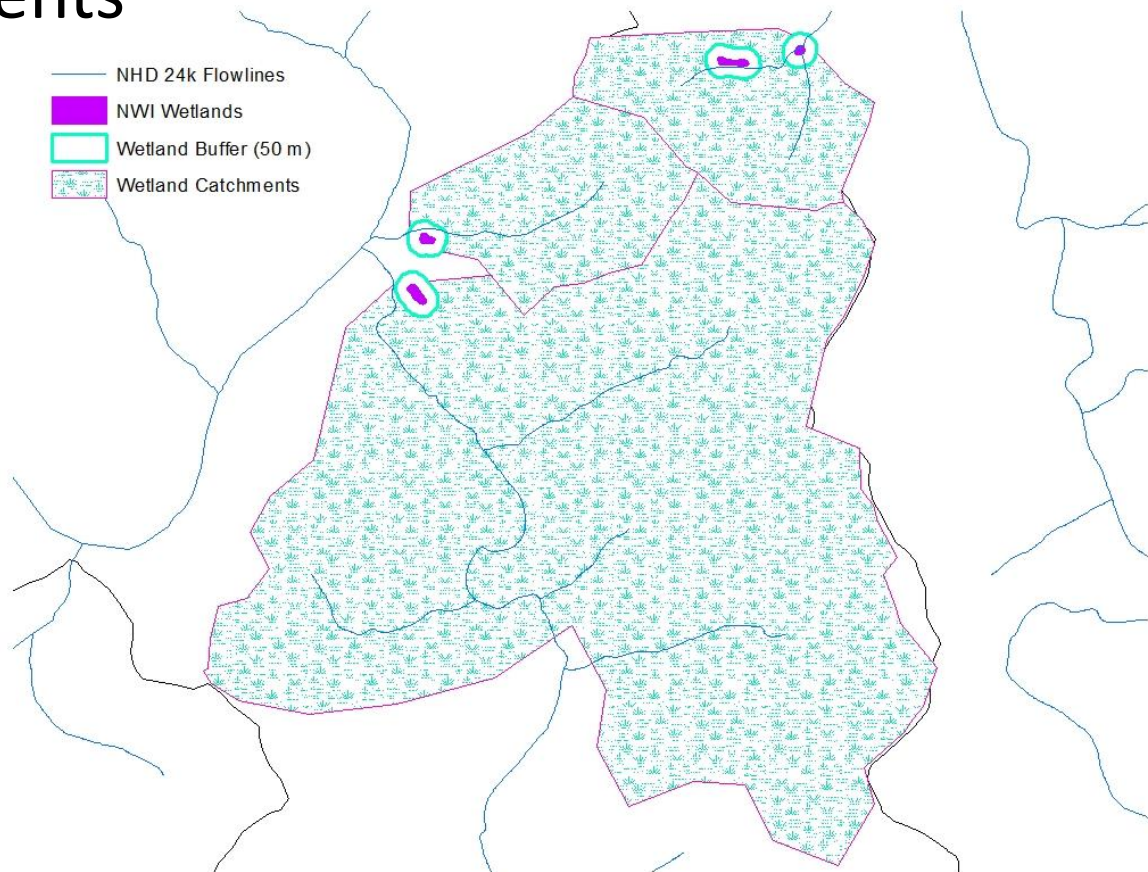 NHD 24k Flowlines
NWI Wetlands
Wetland Buffer (50 m)
Wetland Catchments